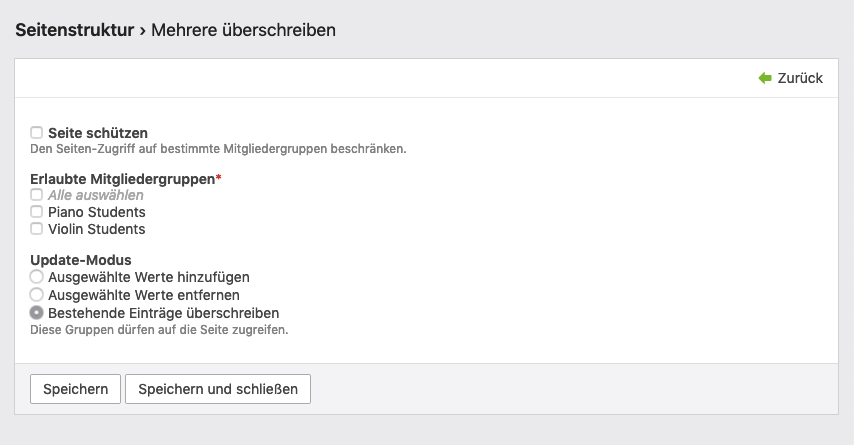 Seitenstruktur › Mehrere überschreiben
Zurück
Seite schützen
Den Seiten-Zugriff auf bestimmte Mitgliedergruppen beschränken.
Erlaubte Mitgliedergruppen*
Alle auswählen
Piano Students
Violin Students
Update-Modus
Ausgewählte Werte hinzufügen
Ausgewählte Werte entfernen
Bestehende Einträge überschreiben
Diese Gruppen dürfen auf die Seite zugreifen.
Speichern Speichern und schließen